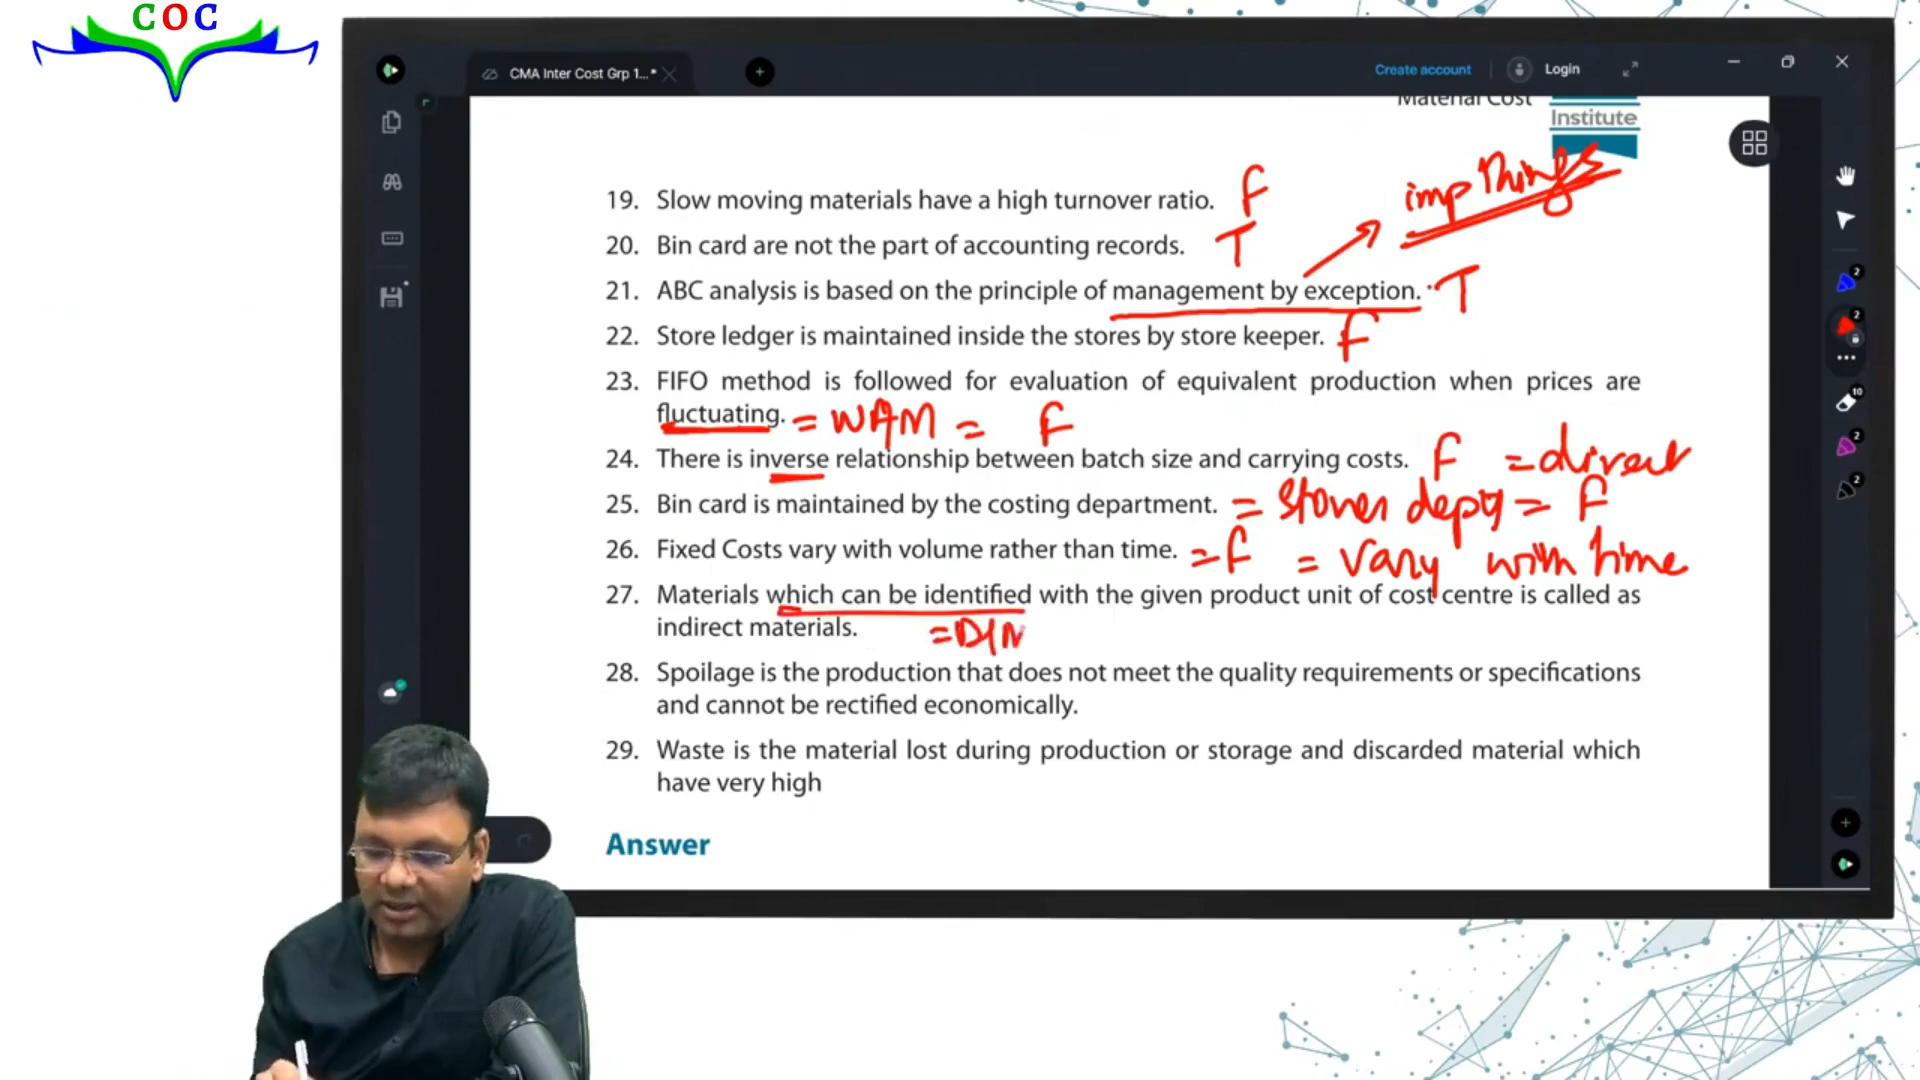 COC
CMA Inter Cost Grp 1...*
Create account
Login
Material Cost
Institute
imp Things
19. Slow moving materials have a high turnover ratio. F
20. Bin card are not the part of accounting records. T
21. ABC analysis is based on the principle of management by exception. T
22. Store ledger is maintained inside the stores by store keeper. F
23. FIFO method is followed for evaluation of equivalent production when prices are
fluctuating. = WAM = F
24. There is inverse relationship between batch size and carrying costs. F = direct
25. Bin card is maintained by the costing department. = Stores dept = F
26. Fixed Costs vary with volume rather than time. = F = vary with time
27. Materials which can be identified with the given product unit of cost centre is called as
indirect materials. = D/M
28. Spoilage is the production that does not meet the quality requirements or specifications
and cannot be rectified economically.
29. Waste is the material lost during production or storage and discarded material which
have very high
Answer
2
2
10
2
2